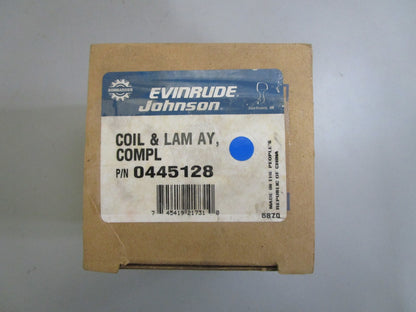 BOMBARDIER
EVINRUDE
Johnson
COIL & LAM AY,
COMPL
P/N 0445128
7 45419 21731 0
MADE IN THE PEOPLE'S
REPUBLIC OF CHINA
6870